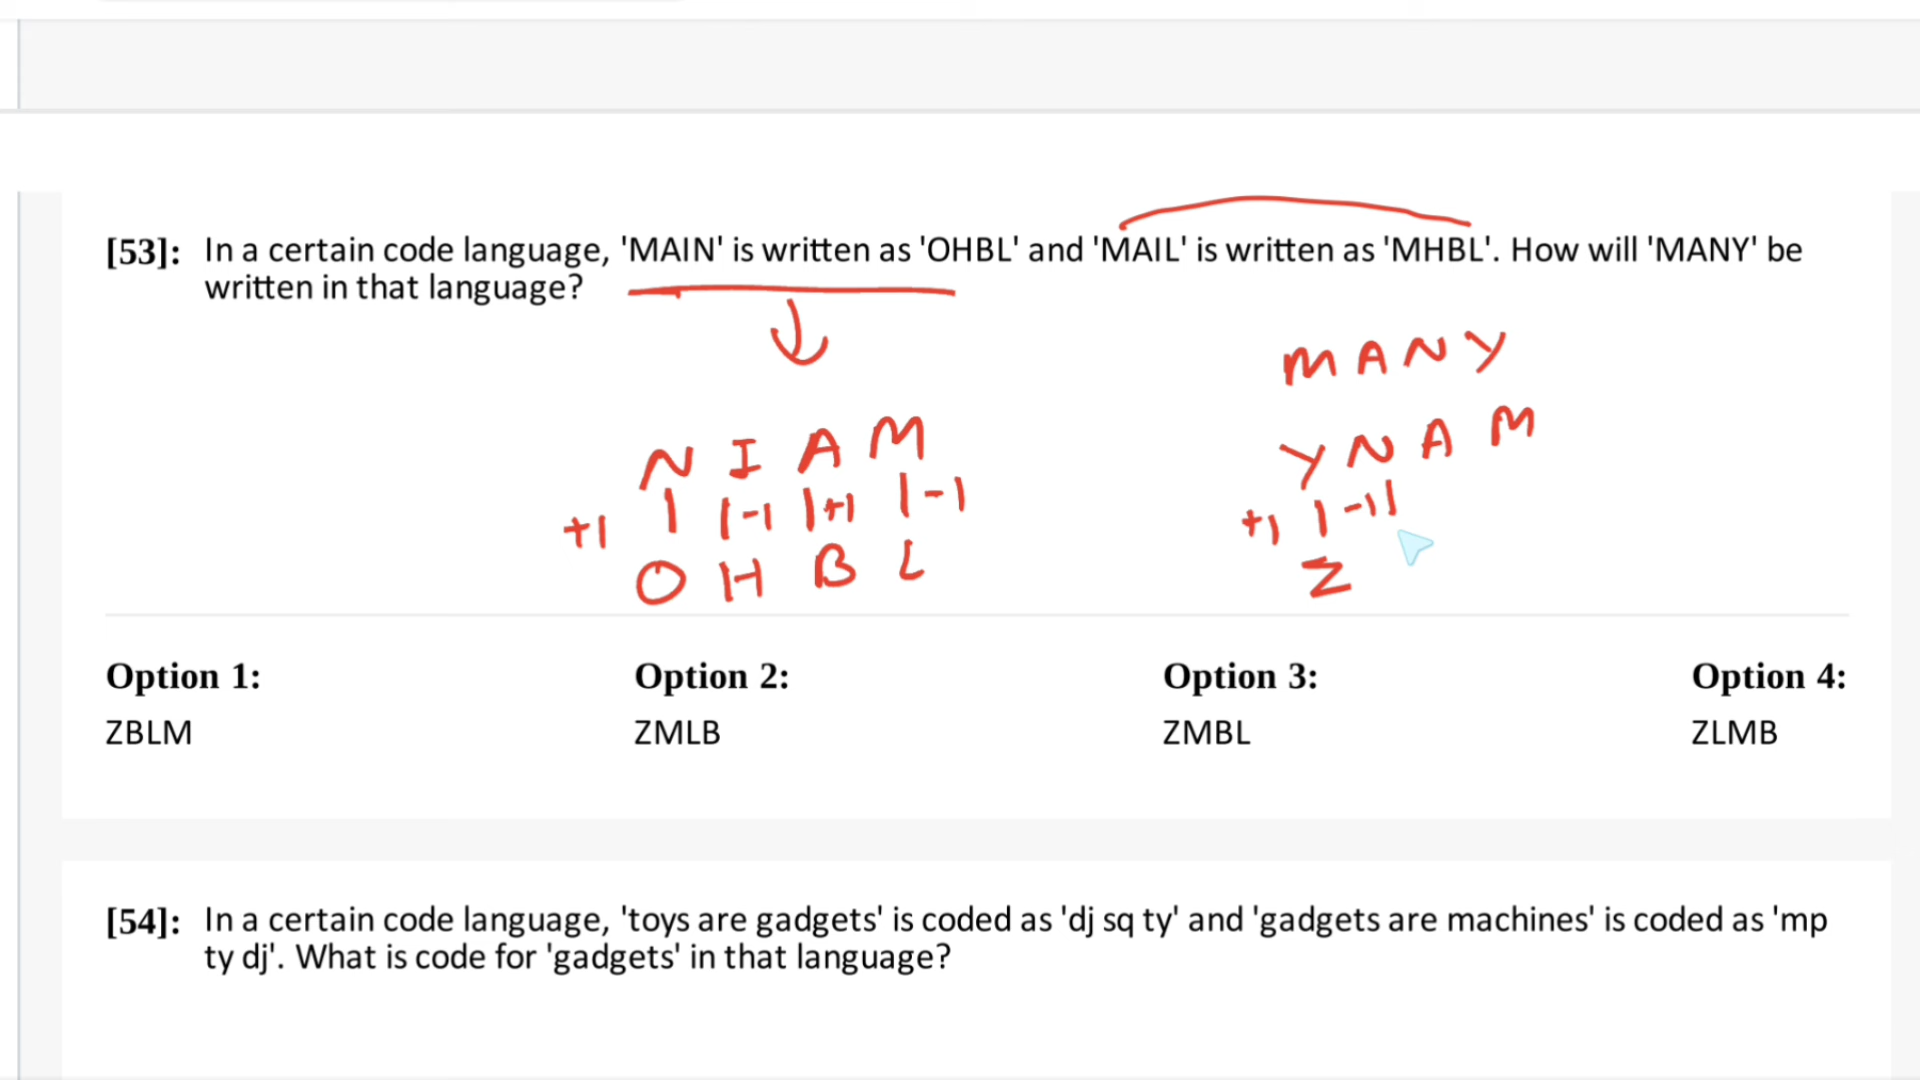 [53]: In a certain code language, 'MAIN' is written as 'OHBL' and 'MAIL' is written as 'MHBL'. How will 'MANY' be
written in that language?
MANY
NIAM
YNAM
+1 | |-1 |+1 |-1
+1 | -1 |
OHBL
Z
Option 1: Option 2: Option 3: Option 4:
ZBLM ZMLB ZMBL ZLMB
[54]: In a certain code language, 'toys are gadgets' is coded as 'dj sq ty' and 'gadgets are machines' is coded as 'mp
ty dj'. What is code for 'gadgets' in that language?